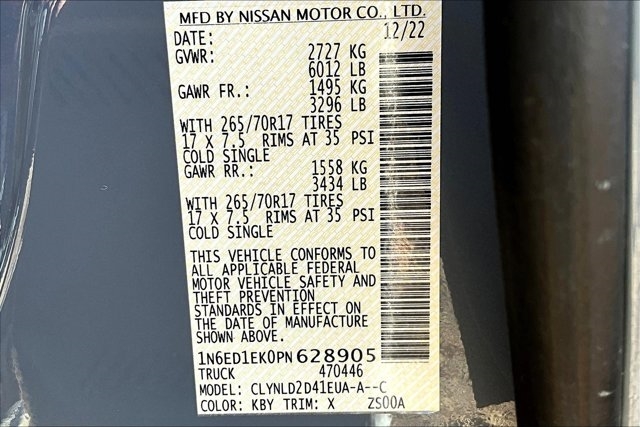 MFD BY NISSAN MOTOR CO., LTD.
DATE: 12/22
GVWR: 2727 KG
6012 LB
GAWR FR.: 1495 KG
3296 LB
WITH 265/70R17 TIRES
17 X 7.5 RIMS AT 35 PSI
COLD SINGLE
GAWR RR.: 1558 KG
3434 LB
WITH 265/70R17 TIRES
17 X 7.5 RIMS AT 35 PSI
COLD SINGLE
THIS VEHICLE CONFORMS TO
ALL APPLICABLE FEDERAL
MOTOR VEHICLE SAFETY AND
THEFT PREVENTION
STANDARDS IN EFFECT ON
THE DATE OF MANUFACTURE
SHOWN ABOVE.
1N6ED1EK0PN628905
TRUCK 470446
MODEL: CLYNLD2D41EUA-A--C
COLOR: KBY TRIM: X ZS00A